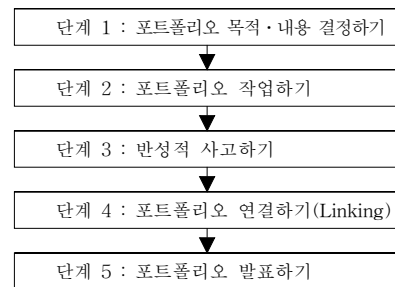 단계 1 : 포트폴리오 목적·내용 결정하기
단계 2 : 포트폴리오 작업하기
단계 3 : 반성적 사고하기
단계 4 : 포트폴리오 연결하기(Linking)
단계 5 : 포트폴리오 발표하기